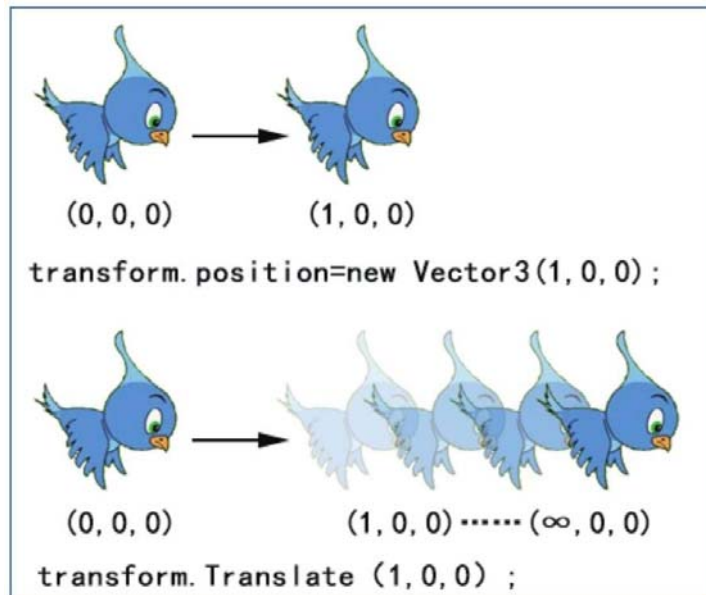 (0,0,0) (1,0,0)
transform.position=new Vector3(1,0,0);
(0,0,0) (1,0,0)······(∞,0,0)
transform.Translate (1,0,0) ;